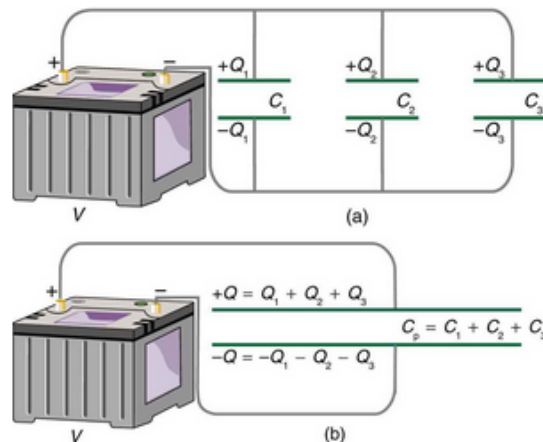 + −
+Q₁ +Q₂ +Q₃
C₁ C₂ C₃
−Q₁ −Q₂ −Q₃
V
(a)
+ −
+Q = Q₁ + Q₂ + Q₃
Cₚ = C₁ + C₂ + C₃
−Q = −Q₁ − Q₂ − Q₃
V
(b)